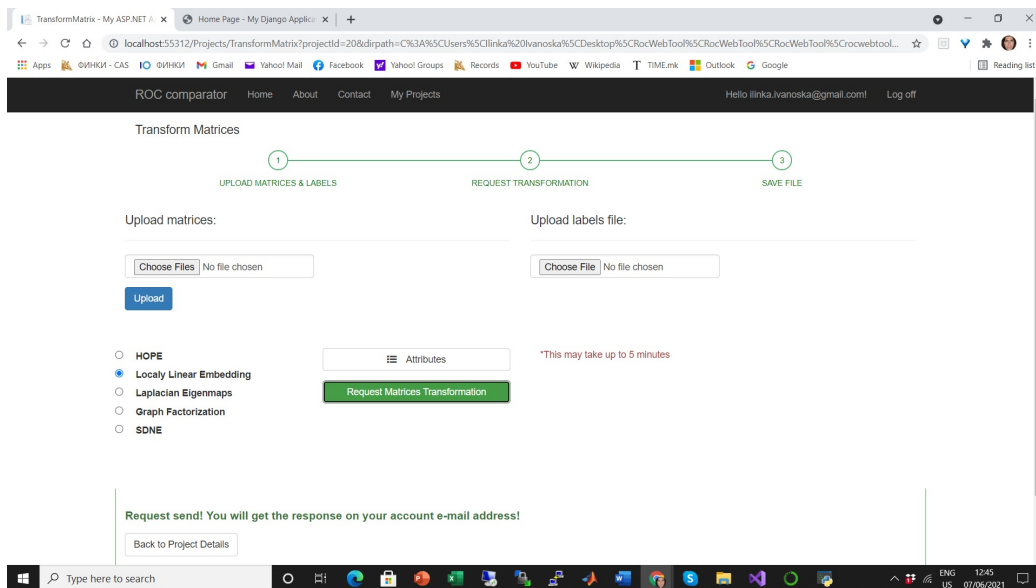 TransformMatrix - My ASP.NET A
Home Page - My Django Applica
localhost:55312/Projects/TransformMatrix?projectId=20&dirpath=C%3A%5CUsers%5CIlinka%20Ivanoska%5CDesktop%5CRocWebTool%5CRocWebTool%5CRocWebTool%5Crocwebtool...
Apps ФИНКИ - CAS ФИНКИ Gmail Yahoo! Mail Facebook Yahoo! Groups Records YouTube Wikipedia TIME.mk Outlook Google Reading list
ROC comparator Home About Contact My Projects Hello ilinka.ivanoska@gmail.com! Log off
Transform Matrices
1 2 3
UPLOAD MATRICES & LABELS REQUEST TRANSFORMATION SAVE FILE
Upload matrices: Upload labels file:
Choose Files No file chosen Choose File No file chosen
Upload
HOPE
Attributes
*This may take up to 5 minutes
Localy Linear Embedding
Laplacian Eigenmaps
Request Matrices Transformation
Graph Factorization
SDNE
Request send! You will get the response on your account e-mail address!
Back to Project Details
Type here to search
ENG 12:45
US 07/06/2021